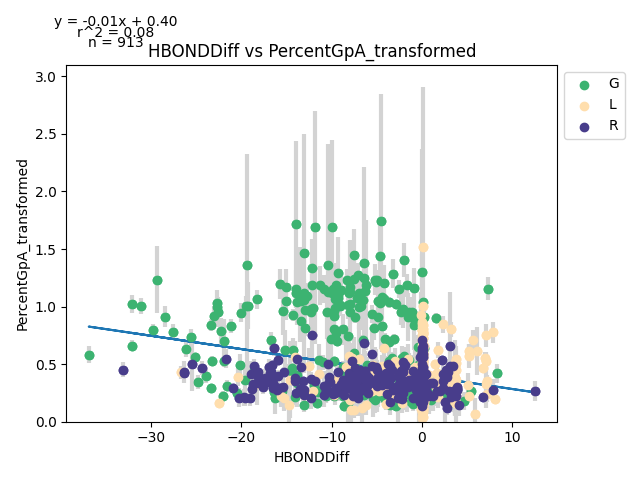 y = -0.01x + 0.40
r^2 = 0.08
n = 913
HBONDDiff vs PercentGpA_transformed
G
L
R
PercentGpA_transformed
3.0
2.5
2.0
1.5
1.0
0.5
0.0
−30
−20
−10
0
10
HBONDDiff